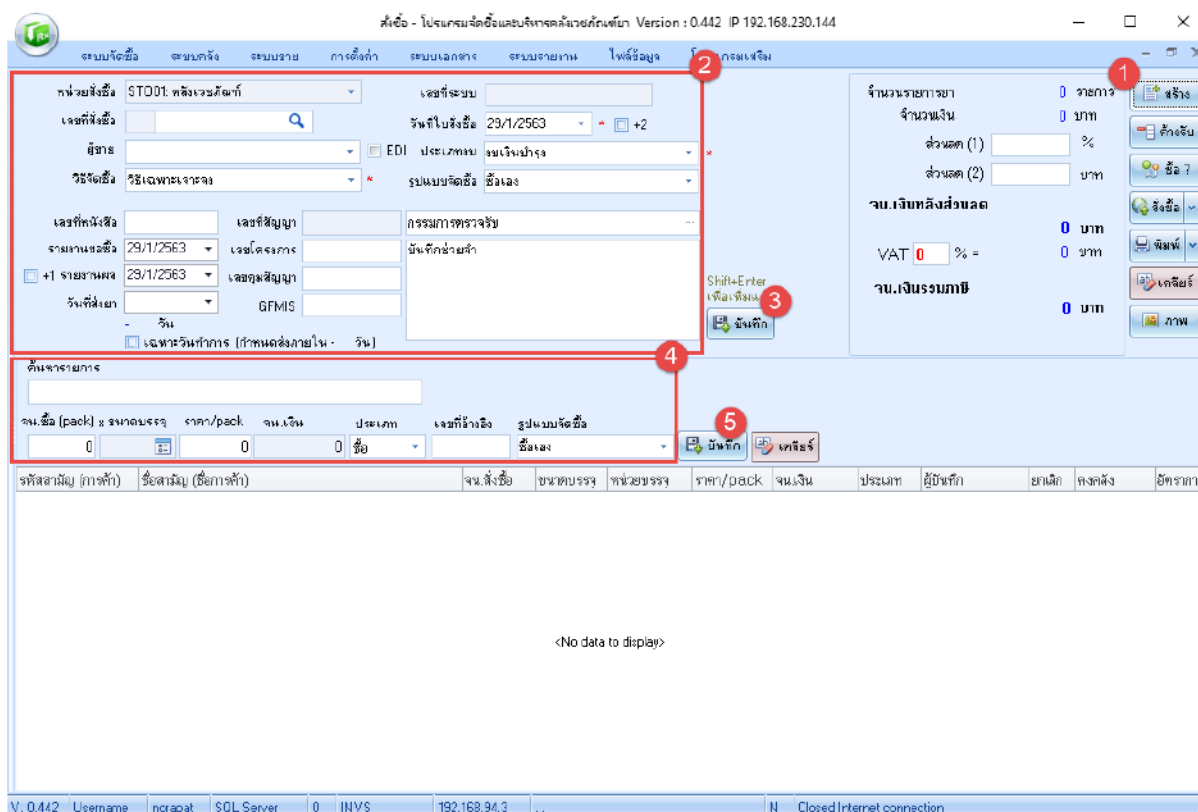 สั่งซื้อ - โปรแกรมจัดซื้อและบริหารคลังเวชภัณฑ์ยา Version : 0.442 IP 192.168.230.144
ระบบจัดซื้อ ระบบคลัง ระบบขาย การตั้งค่า ระบบเอกสาร ระบบรายงาน ไฟล์ข้อมูล
2
1
หน่วยสั่งซื้อ STO01: คลังเวชภัณฑ์ เลขที่ระบบ จำนวนรายการยา 0 รายการ สร้าง
เลขที่สั่งซื้อ วันที่ใบสั่งซื้อ 29/1/2563 * +2 จำนวนเงิน 0 บาท ค้างรับ
ผู้ขาย EDI ประเภทงบ งบเงินบำรุง * ส่วนลด (1) %
วิธีจัดซื้อ วิธีเฉพาะเจาะจง * รูปแบบจัดซื้อ ซื้อเอง ส่วนลด (2) บาท ซื้อ ?
จน.เงินหลังส่วนลด สั่งซื้อ
เลขที่หนังสือ เลขที่สัญญา กรรมการตรวจรับ ... 0 บาท
รายงานขอซื้อ 29/1/2563 เลขโครงการ บันทึกช่วยจำ VAT 0 % = 0 บาท พิมพ์
+1 รายงานผล 29/1/2563 เลขคุมสัญญา Shift+Enter จน.เงินรวมภาษี เคลียร์
วันที่ส่งยา GFMIS 3 0 บาท ภาพ
- วัน บันทึก
เฉพาะวันทำการ (กำหนดส่งภายใน - วัน)
4
ค้นหารายการ
จน.ซื้อ (pack) x ขนาดบรรจุ ราคา/pack จน.เงิน ประเภท เลขที่อ้างอิง รูปแบบจัดซื้อ 5
0 0 0 ซื้อ ซื้อเอง บันทึก เคลียร์
รหัสสามัญ (การค้า) ชื่อสามัญ (ชื่อการค้า) จน.สั่งซื้อ ขนาดบรรจุ หน่วยบรรจุ ราคา/pack จน.เงิน ประเภท ผู้บันทึก ยกเลิก คงคลัง
<No data to display>
V. 0.442 Username ncrapat SQL Server 0 INVS 192.168.94.3 . . N Closed Internet connection